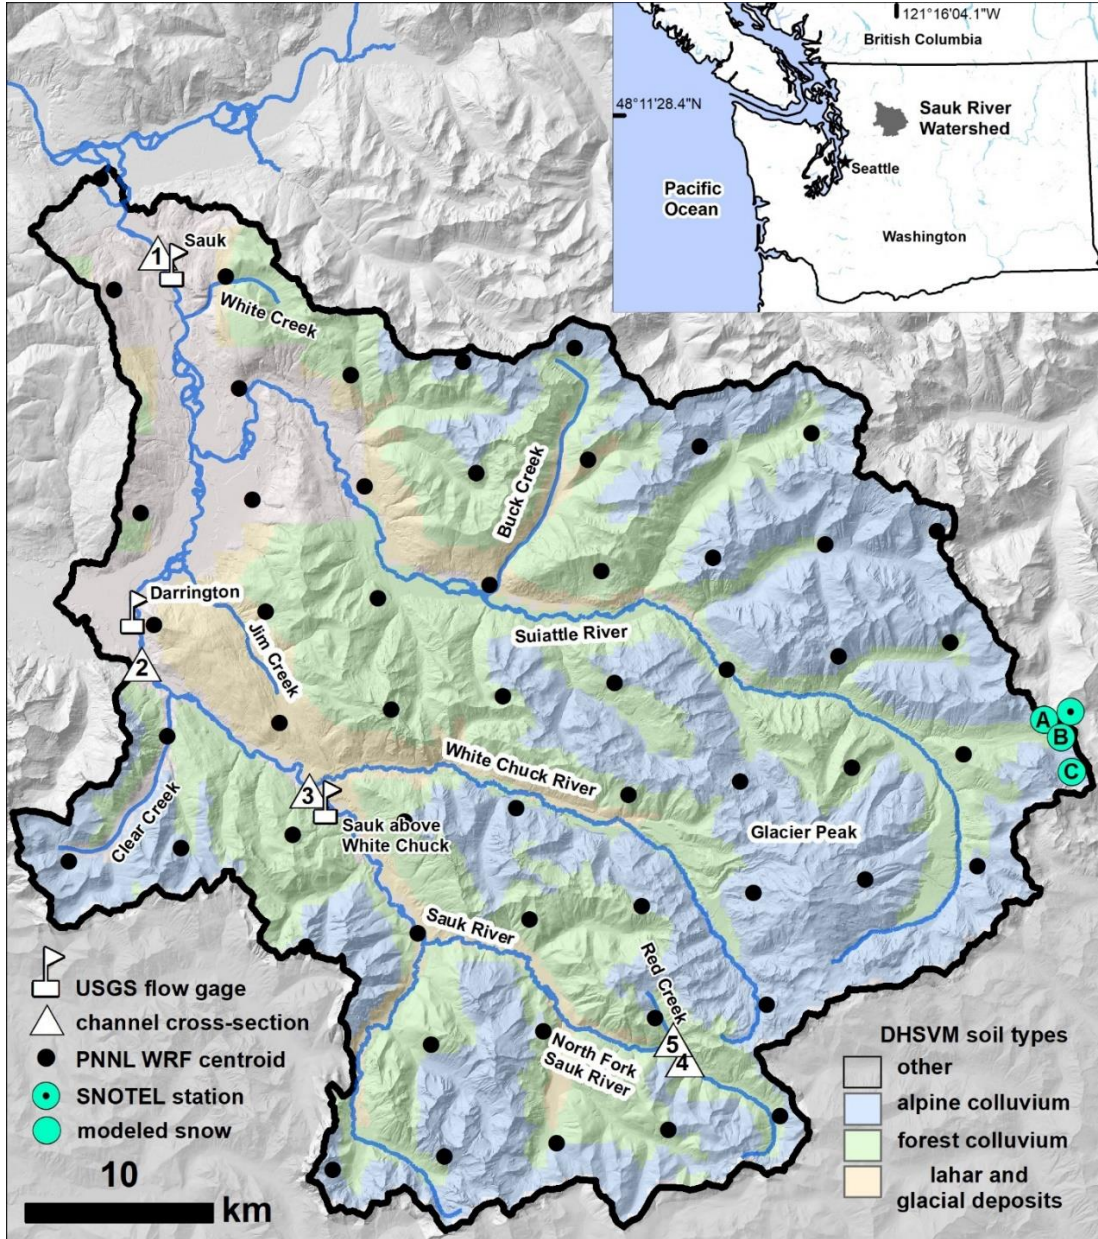 121°16'04.1"W
British Columbia
48°11'28.4"N
Sauk River
Watershed
Seattle
Pacific
Ocean
Washington
Sauk
1
White Creek
Buck Creek
Darrington
Jim Creek
Suiattle River
2
A
B
C
White Chuck River
3
Sauk above
White Chuck
Glacier Peak
Clear Creek
Sauk River
Red Creek
5
4
North Fork
Sauk River
USGS flow gage
channel cross-section
PNNL WRF centroid
SNOTEL station
modeled snow
10
km
DHSVM soil types
other
alpine colluvium
forest colluvium
lahar and
glacial deposits